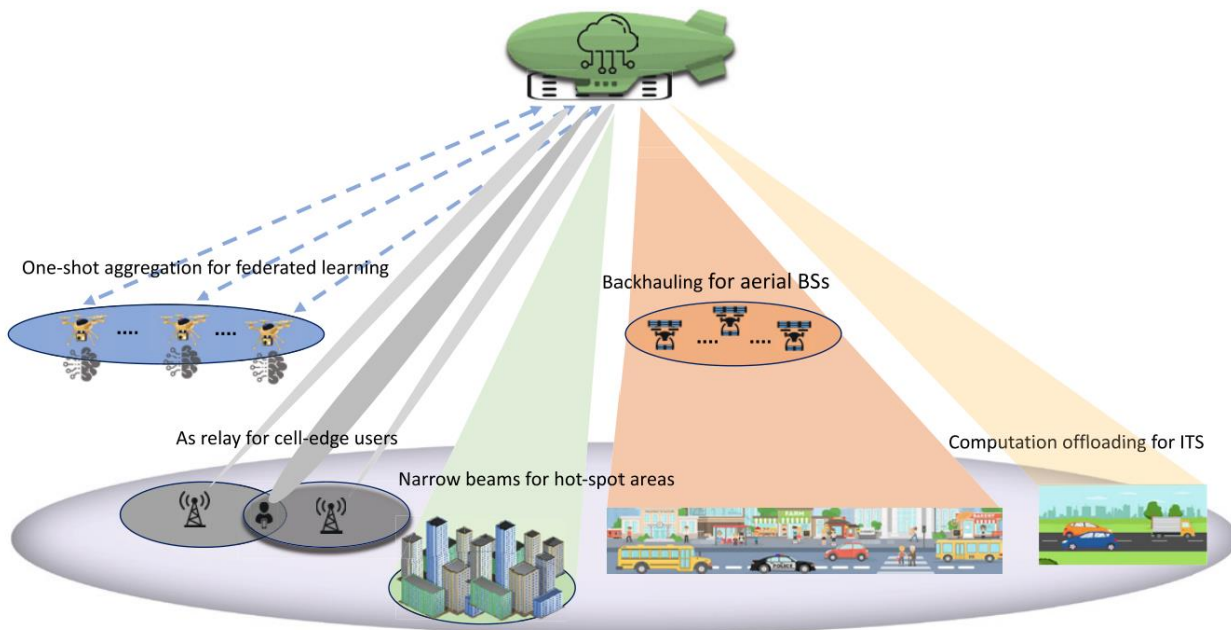 One-shot aggregation for federated learning
Backhauling for aerial BSs
As relay for cell-edge users
Computation offloading for ITS
Narrow beams for hot-spot areas
POLICE